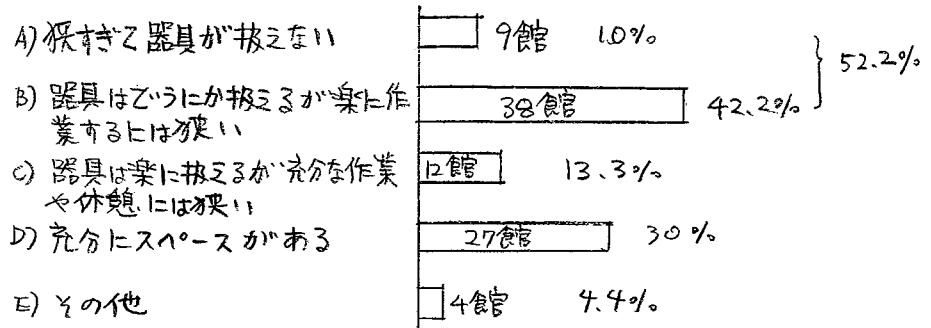 A) 狭すぎて器具が扱えない 9館 10%
52.2%
B) 器具はどうにか扱えるが楽に作
業するには狭い 38館 42.2%
C) 器具は楽に扱えるが充分な作業
や休憩には狭い 12館 13.3%
D) 充分にスペースがある 27館 30%
E) その他 4館 4.4%